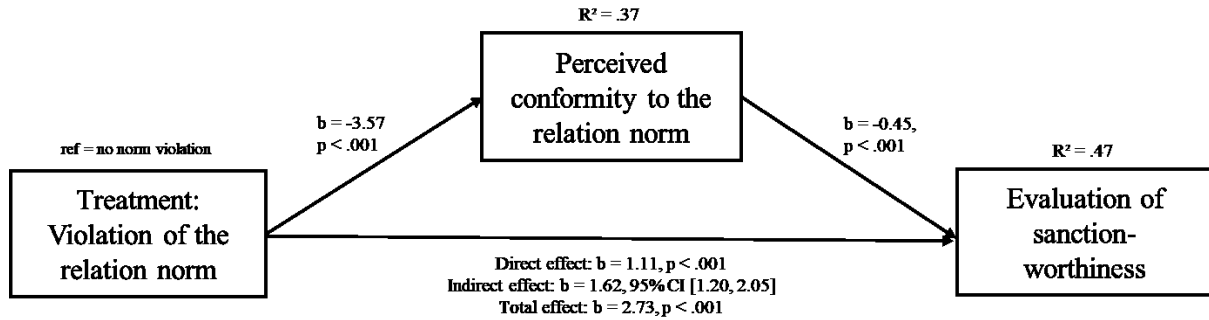 R² = .37
Perceived
conformity to the
relation norm
b = -3.57
p < .001
b = -0.45,
p < .001
ref = no norm violation
R² = .47
Treatment:
Violation of the
relation norm
Evaluation of
sanction-
worthiness
Direct effect: b = 1.11, p < .001
Indirect effect: b = 1.62, 95%CI [1.20, 2.05]
Total effect: b = 2.73, p < .001